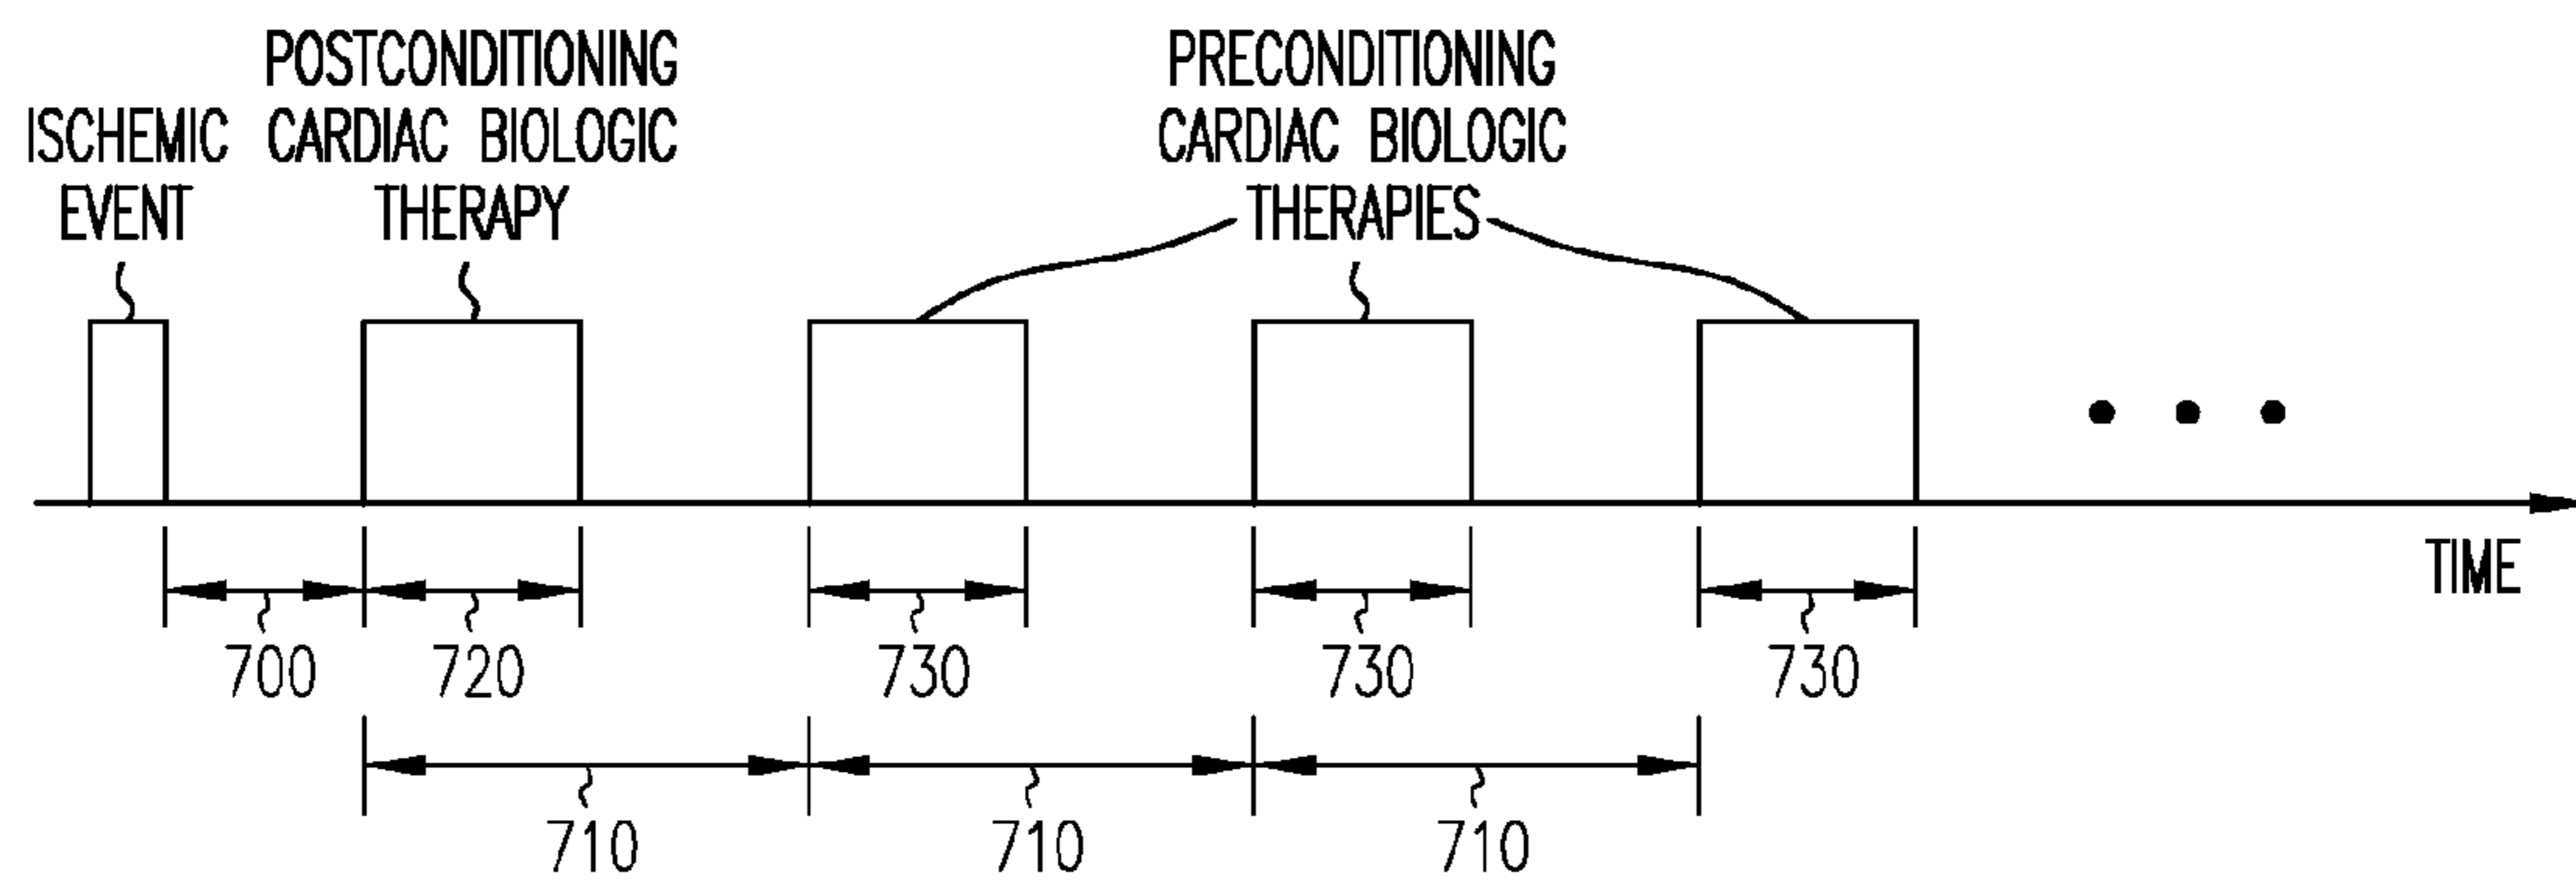 ISCHEMIC
EVENT
POSTCONDITIONING
CARDIAC BIOLOGIC
THERAPY
PRECONDITIONING
CARDIAC BIOLOGIC
THERAPIES
TIME
700
720
730
730
730
710
710
710